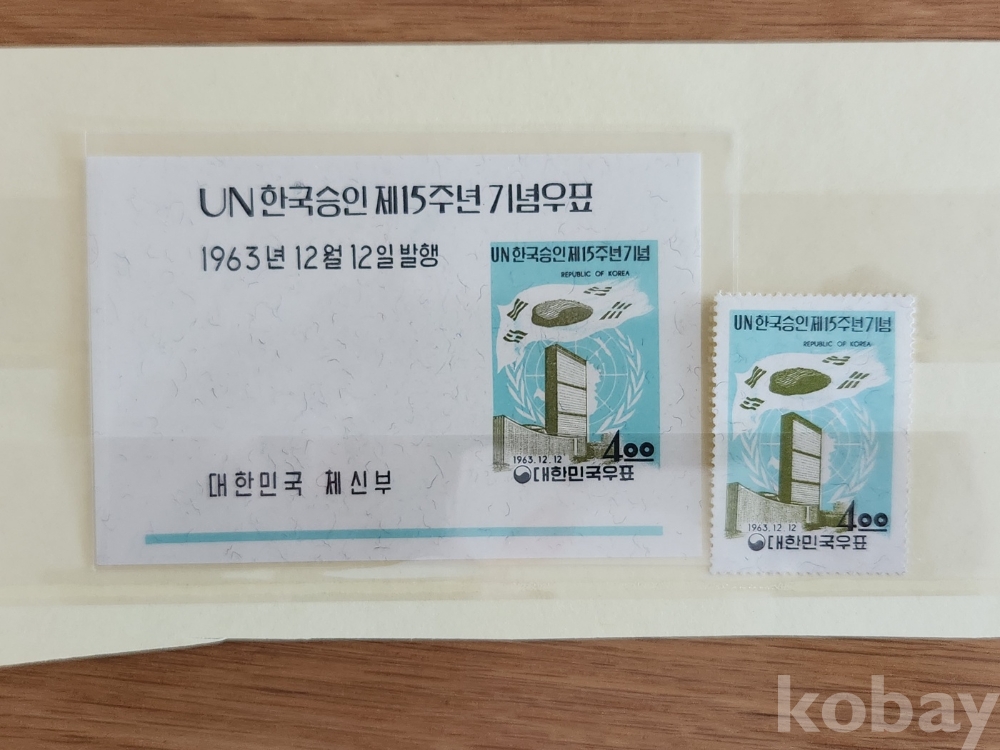 UN 한국승인 제15주년 기념우표
1963년 12월 12일 발행
UN 한국승인제15주년기념
REPUBLIC OF KOREA
4.00
1963.12.12
대한민국우표
대한민국 체신부
UN 한국승인제15주년기념
REPUBLIC OF KOREA
4.00
1963.12.12
대한민국우표
kobay